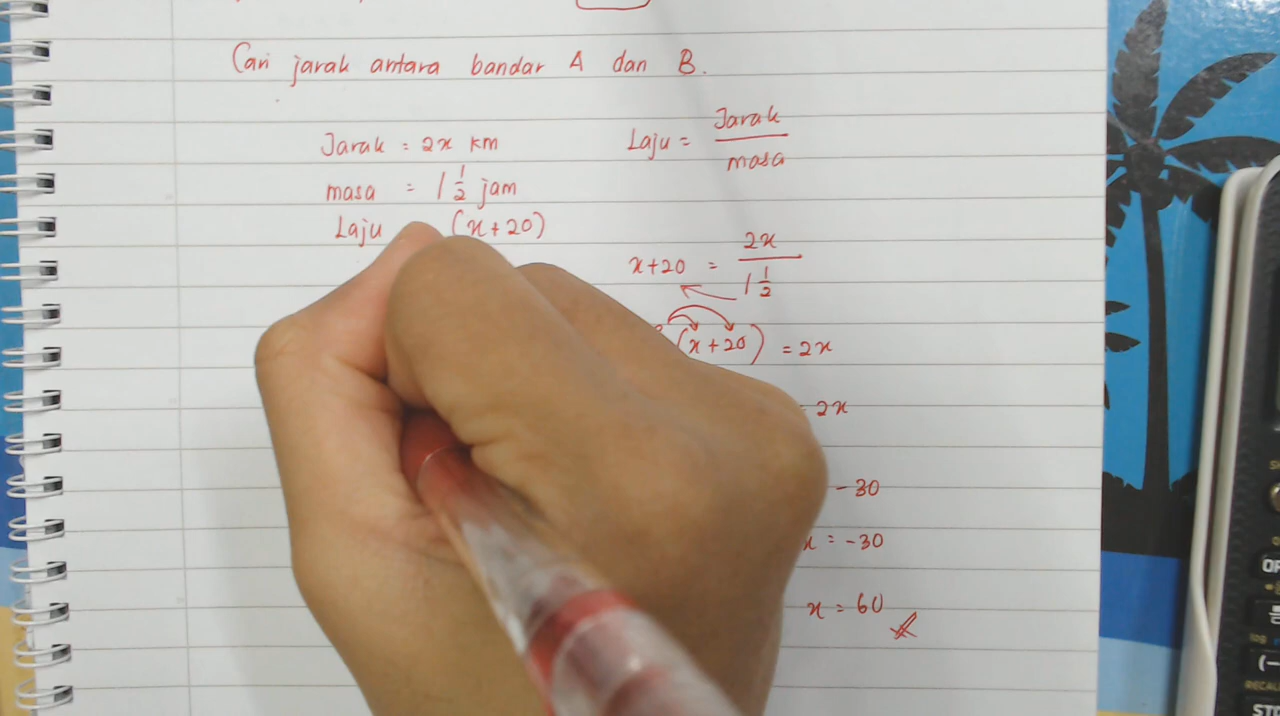 Cari jarak antara bandar A dan B.
Jarak = 2x km
masa = 1 1/2 jam
Laju (x+20)
Laju = Jarak/masa
x+20 = 2x/1 1/2
(x+20) = 2x
= 2x
-30
x = -30
x = 60